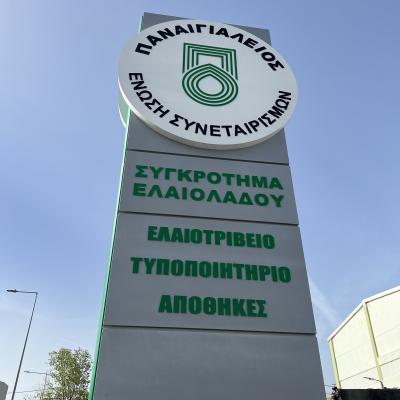 ΠΑΝΑΙΓΙΑΛΕΙΟΣ
ΕΝΩΣΗ ΣΥΝΕΤΑΙΡΙΣΜΩΝ
ΣΥΓΚΡΟΤΗΜΑ
ΕΛΑΙΟΛΑΔΟΥ
ΕΛΑΙΟΤΡΙΒΕΙΟ
ΤΥΠΟΠΟΙΗΤΗΡΙΟ
ΑΠΟΘΗΚΕΣ